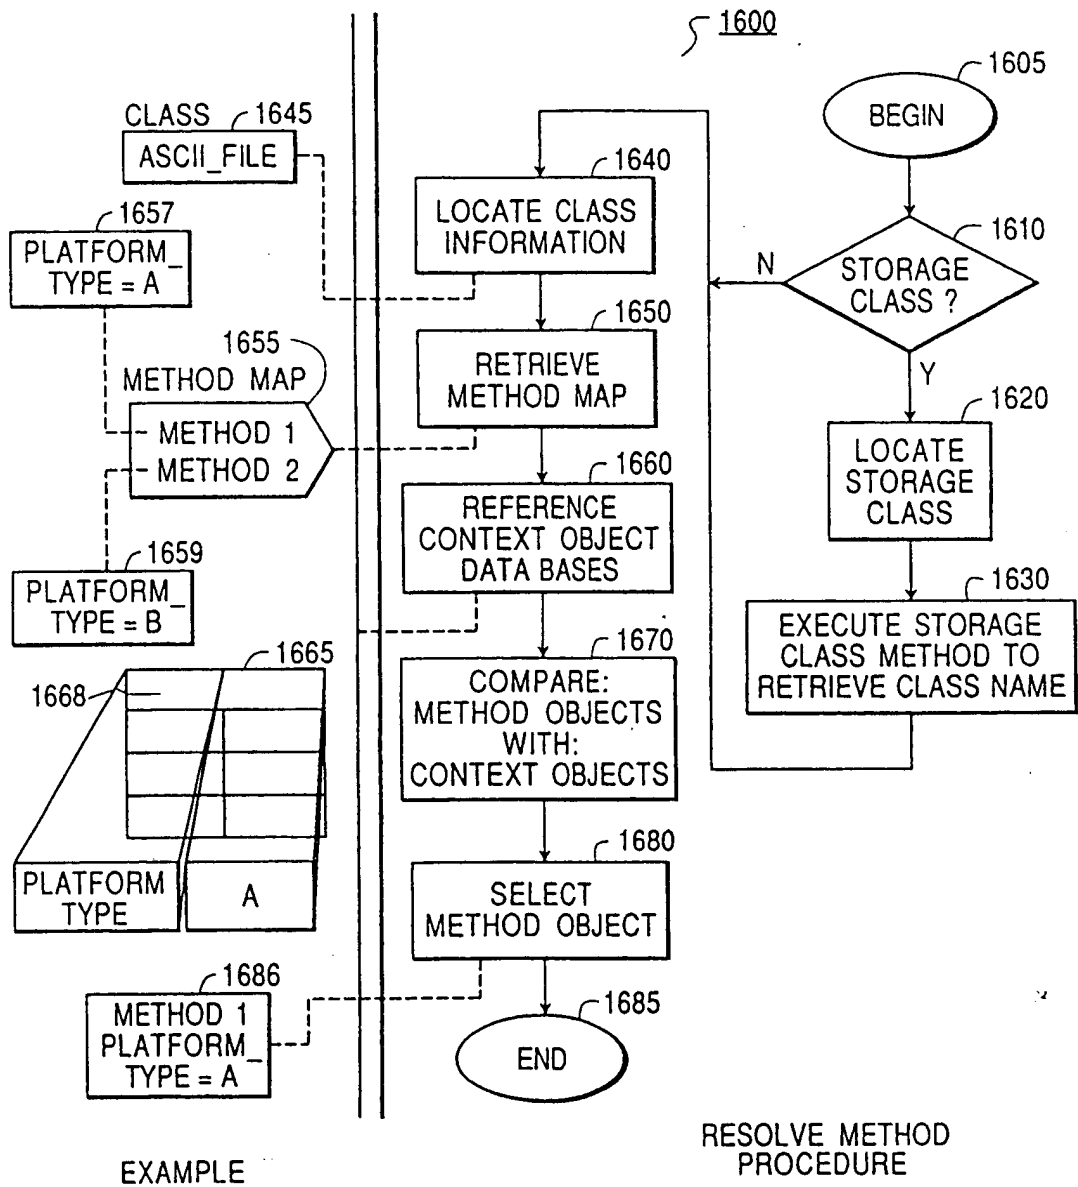 1600
1605
BEGIN
1610
STORAGE
CLASS ?
N
Y
1620
LOCATE
STORAGE
CLASS
1630
EXECUTE STORAGE
CLASS METHOD TO
RETRIEVE CLASS NAME
1640
LOCATE CLASS
INFORMATION
1650
RETRIEVE
METHOD MAP
1660
REFERENCE
CONTEXT OBJECT
DATA BASES
1670
COMPARE:
METHOD OBJECTS
WITH:
CONTEXT OBJECTS
1680
SELECT
METHOD OBJECT
1685
END
CLASS
1645
ASCII_FILE
1657
PLATFORM_
TYPE = A
1655
METHOD MAP
METHOD 1
METHOD 2
1659
PLATFORM_
TYPE = B
1665
1668
PLATFORM
TYPE
A
1686
METHOD 1
PLATFORM_
TYPE = A
EXAMPLE
RESOLVE METHOD
PROCEDURE